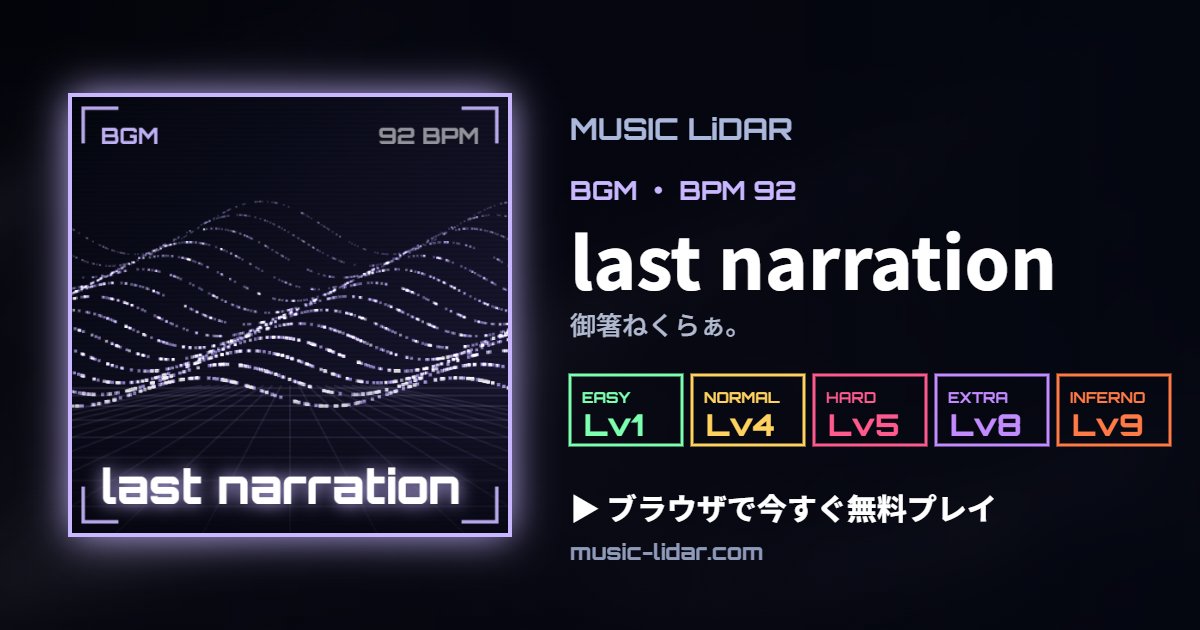 BGM
92 BPM
last narration
MUSIC LiDAR
BGM • BPM 92
last narration
御箸ねくらぁ。
EASY
Lv1
NORMAL
Lv4
HARD
Lv5
EXTRA
Lv8
INFERNO
Lv9
▶ ブラウザで今すぐ無料プレイ
music-lidar.com